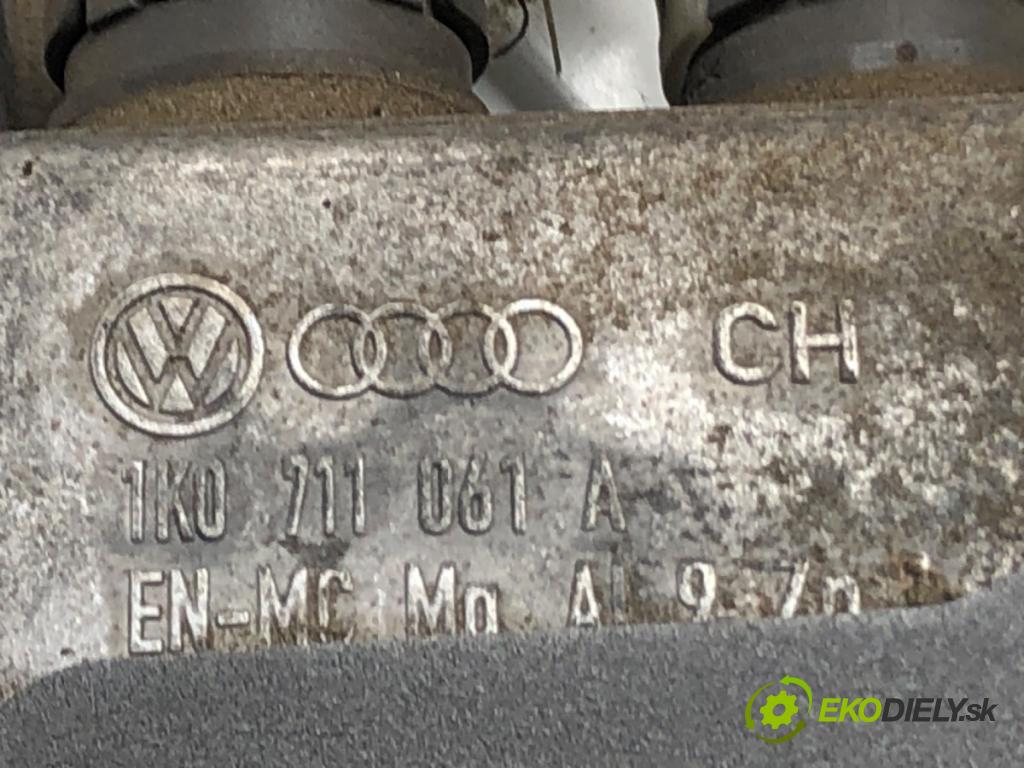 CH
1K0 711 061 A
EN-MC Mg Al 9 Zn
EKODIELY.sk